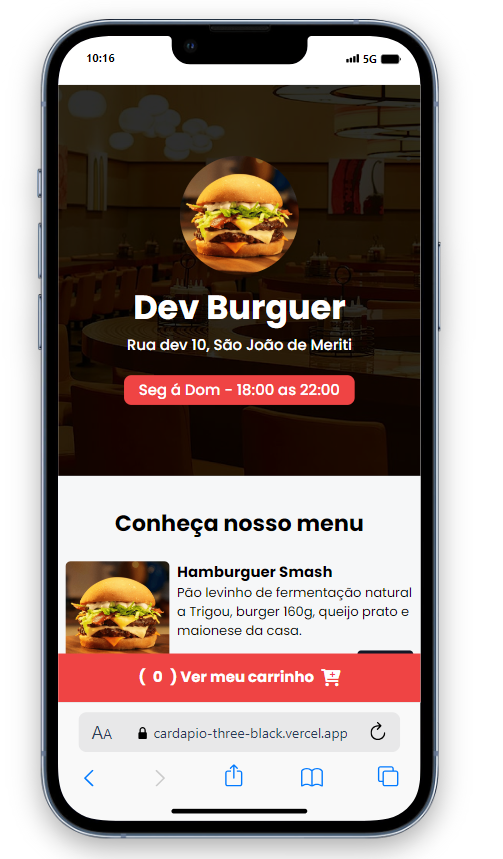 10:16
5G
Dev Burguer
Rua dev 10, São João de Meriti
Seg á Dom - 18:00 as 22:00
Conheça nosso menu
Hamburguer Smash
Pão levinho de fermentação natural
a Trigou, burger 160g, queijo prato e
maionese da casa.
( 0 ) Ver meu carrinho
AA
cardapio-three-black.vercel.app